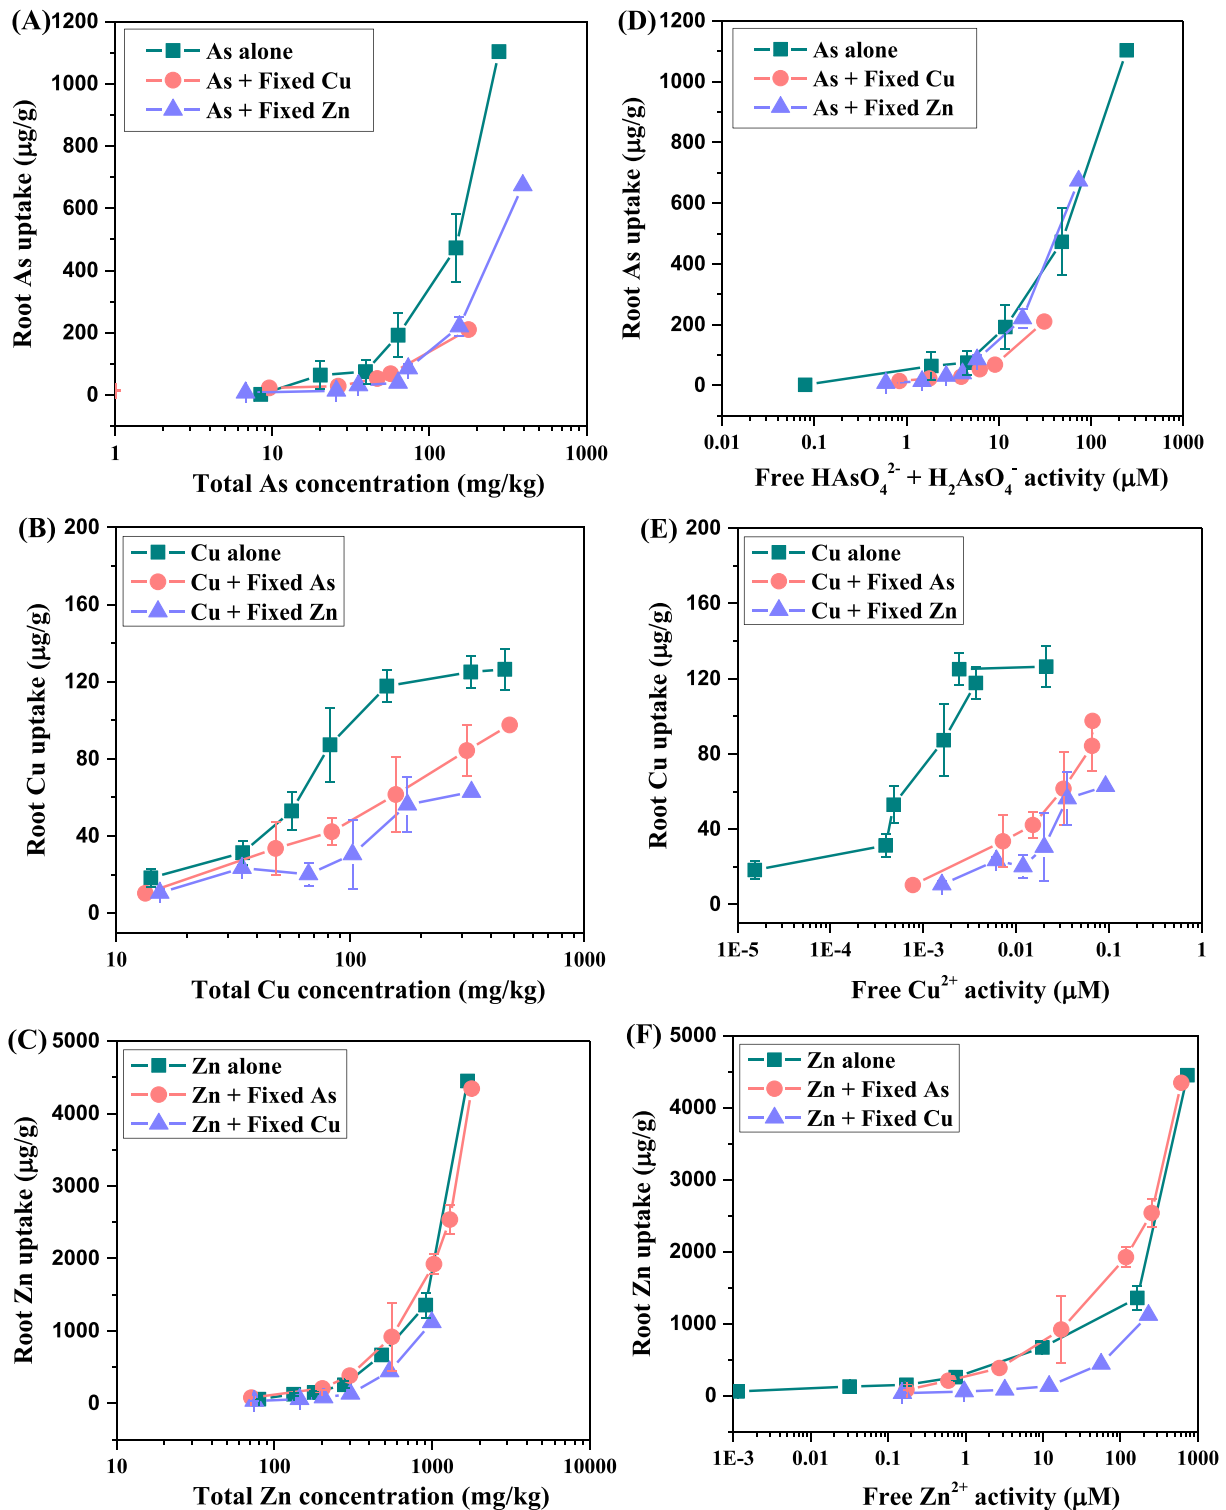 (A)
1200
1000
800
600
400
200
0
Root As uptake (µg/g)
As alone
As + Fixed Cu
As + Fixed Zn
1
10
100
1000
Total As concentration (mg/kg)
(D)
1200
1000
800
600
400
200
0
Root As uptake (µg/g)
As alone
As + Fixed Cu
As + Fixed Zn
0.01
0.1
1
10
100
1000
Free HAsO₄²⁻ + H₂AsO₄⁻ activity (µM)
(B)
200
160
120
80
40
0
Root Cu uptake (µg/g)
Cu alone
Cu + Fixed As
Cu + Fixed Zn
10
100
1000
Total Cu concentration (mg/kg)
(E)
200
160
120
80
40
0
Root Cu uptake (µg/g)
Cu alone
Cu + Fixed As
Cu + Fixed Zn
1E-5
1E-4
1E-3
0.01
0.1
1
Free Cu²⁺ activity (µM)
(C)
5000
4000
3000
2000
1000
0
Root Zn uptake (µg/g)
Zn alone
Zn + Fixed As
Zn + Fixed Cu
10
100
1000
10000
Total Zn concentration (mg/kg)
(F)
5000
4000
3000
2000
1000
0
Root Zn uptake (µg/g)
Zn alone
Zn + Fixed As
Zn + Fixed Cu
1E-3
0.01
0.1
1
10
100
1000
Free Zn²⁺ activity (µM)